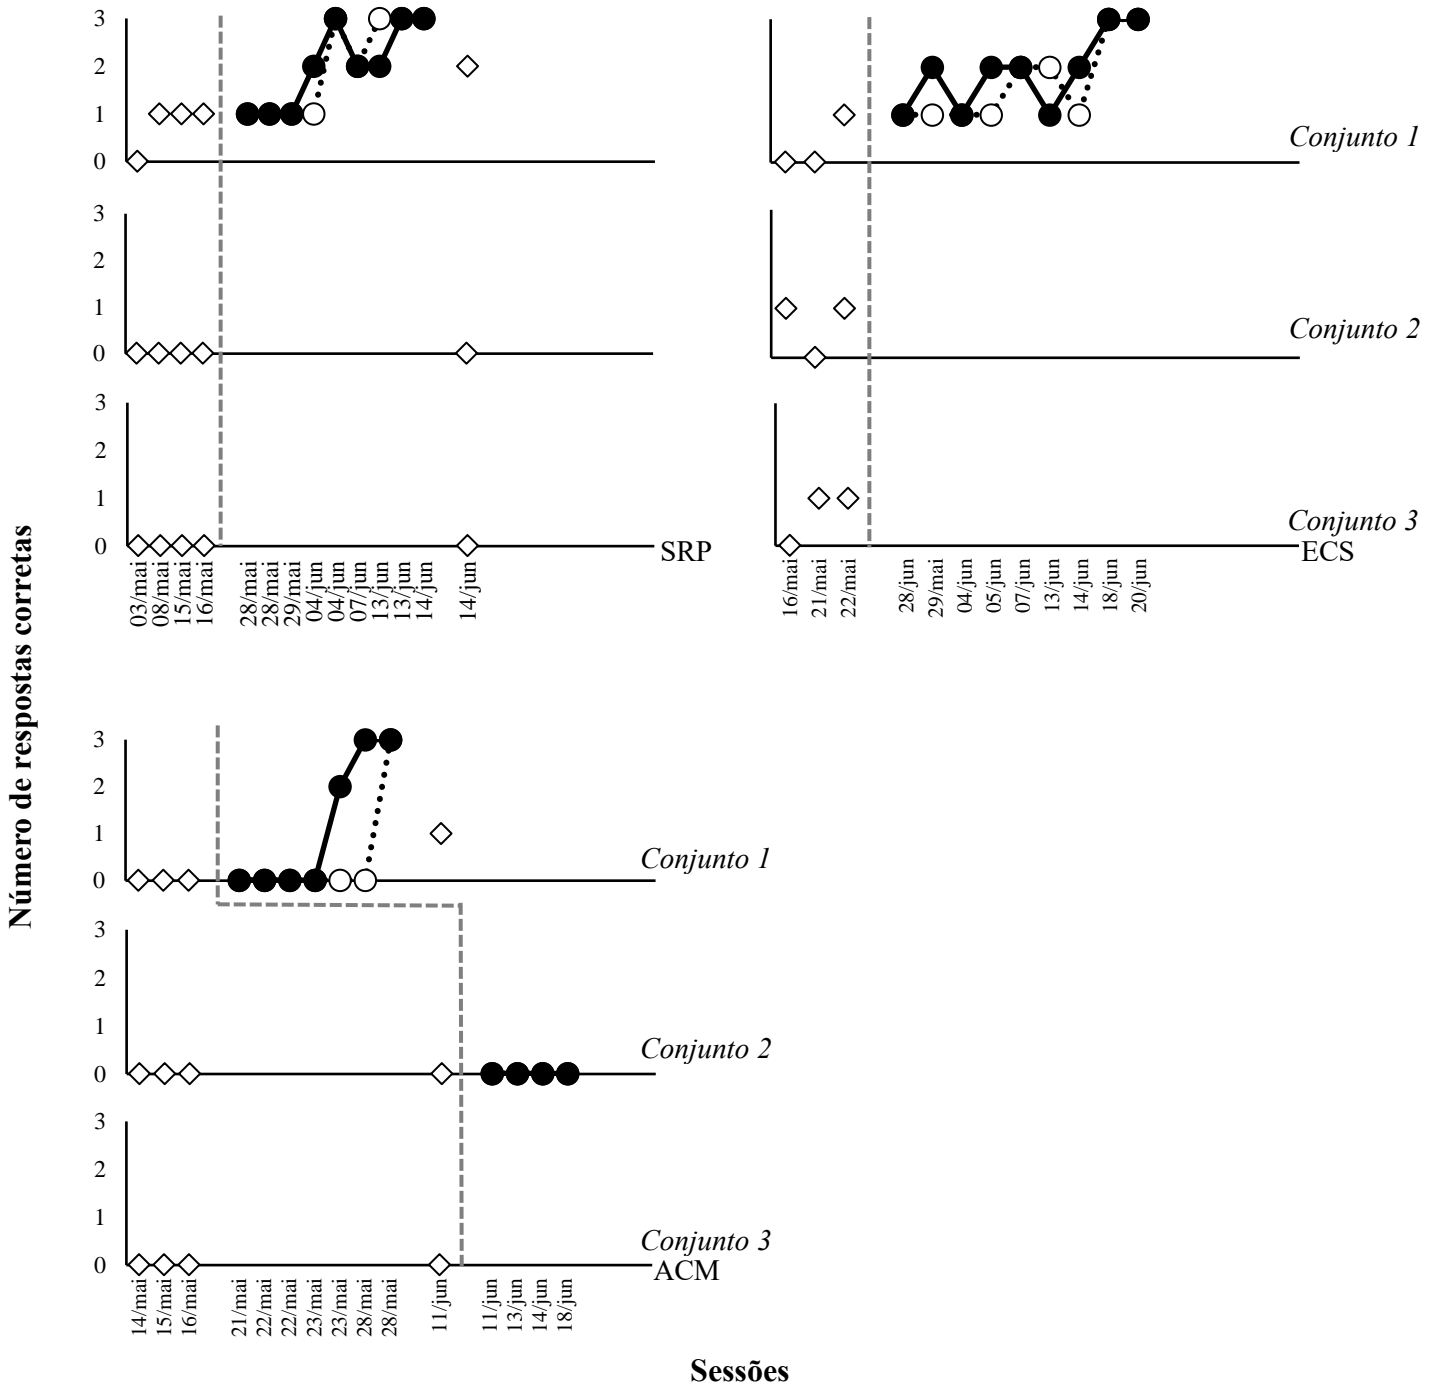 Número de respostas corretas
3
2
1
0
3
2
1
0
3
2
1
0
SRP
03/mai
08/mai
15/mai
16/mai
28/mai
28/mai
29/mai
04/jun
04/jun
07/jun
13/jun
13/jun
14/jun
14/jun
Conjunto 1
Conjunto 2
Conjunto 3
ECS
16/mai
21/mai
22/mai
28/jun
29/mai
04/jun
05/jun
07/jun
13/jun
14/jun
18/jun
20/jun
3
2
1
0
Conjunto 1
3
2
1
0
Conjunto 2
3
2
1
0
Conjunto 3
ACM
14/mai
15/mai
16/mai
21/mai
22/mai
22/mai
23/mai
23/mai
28/mai
28/mai
11/jun
11/jun
13/jun
14/jun
18/jun
Sessões